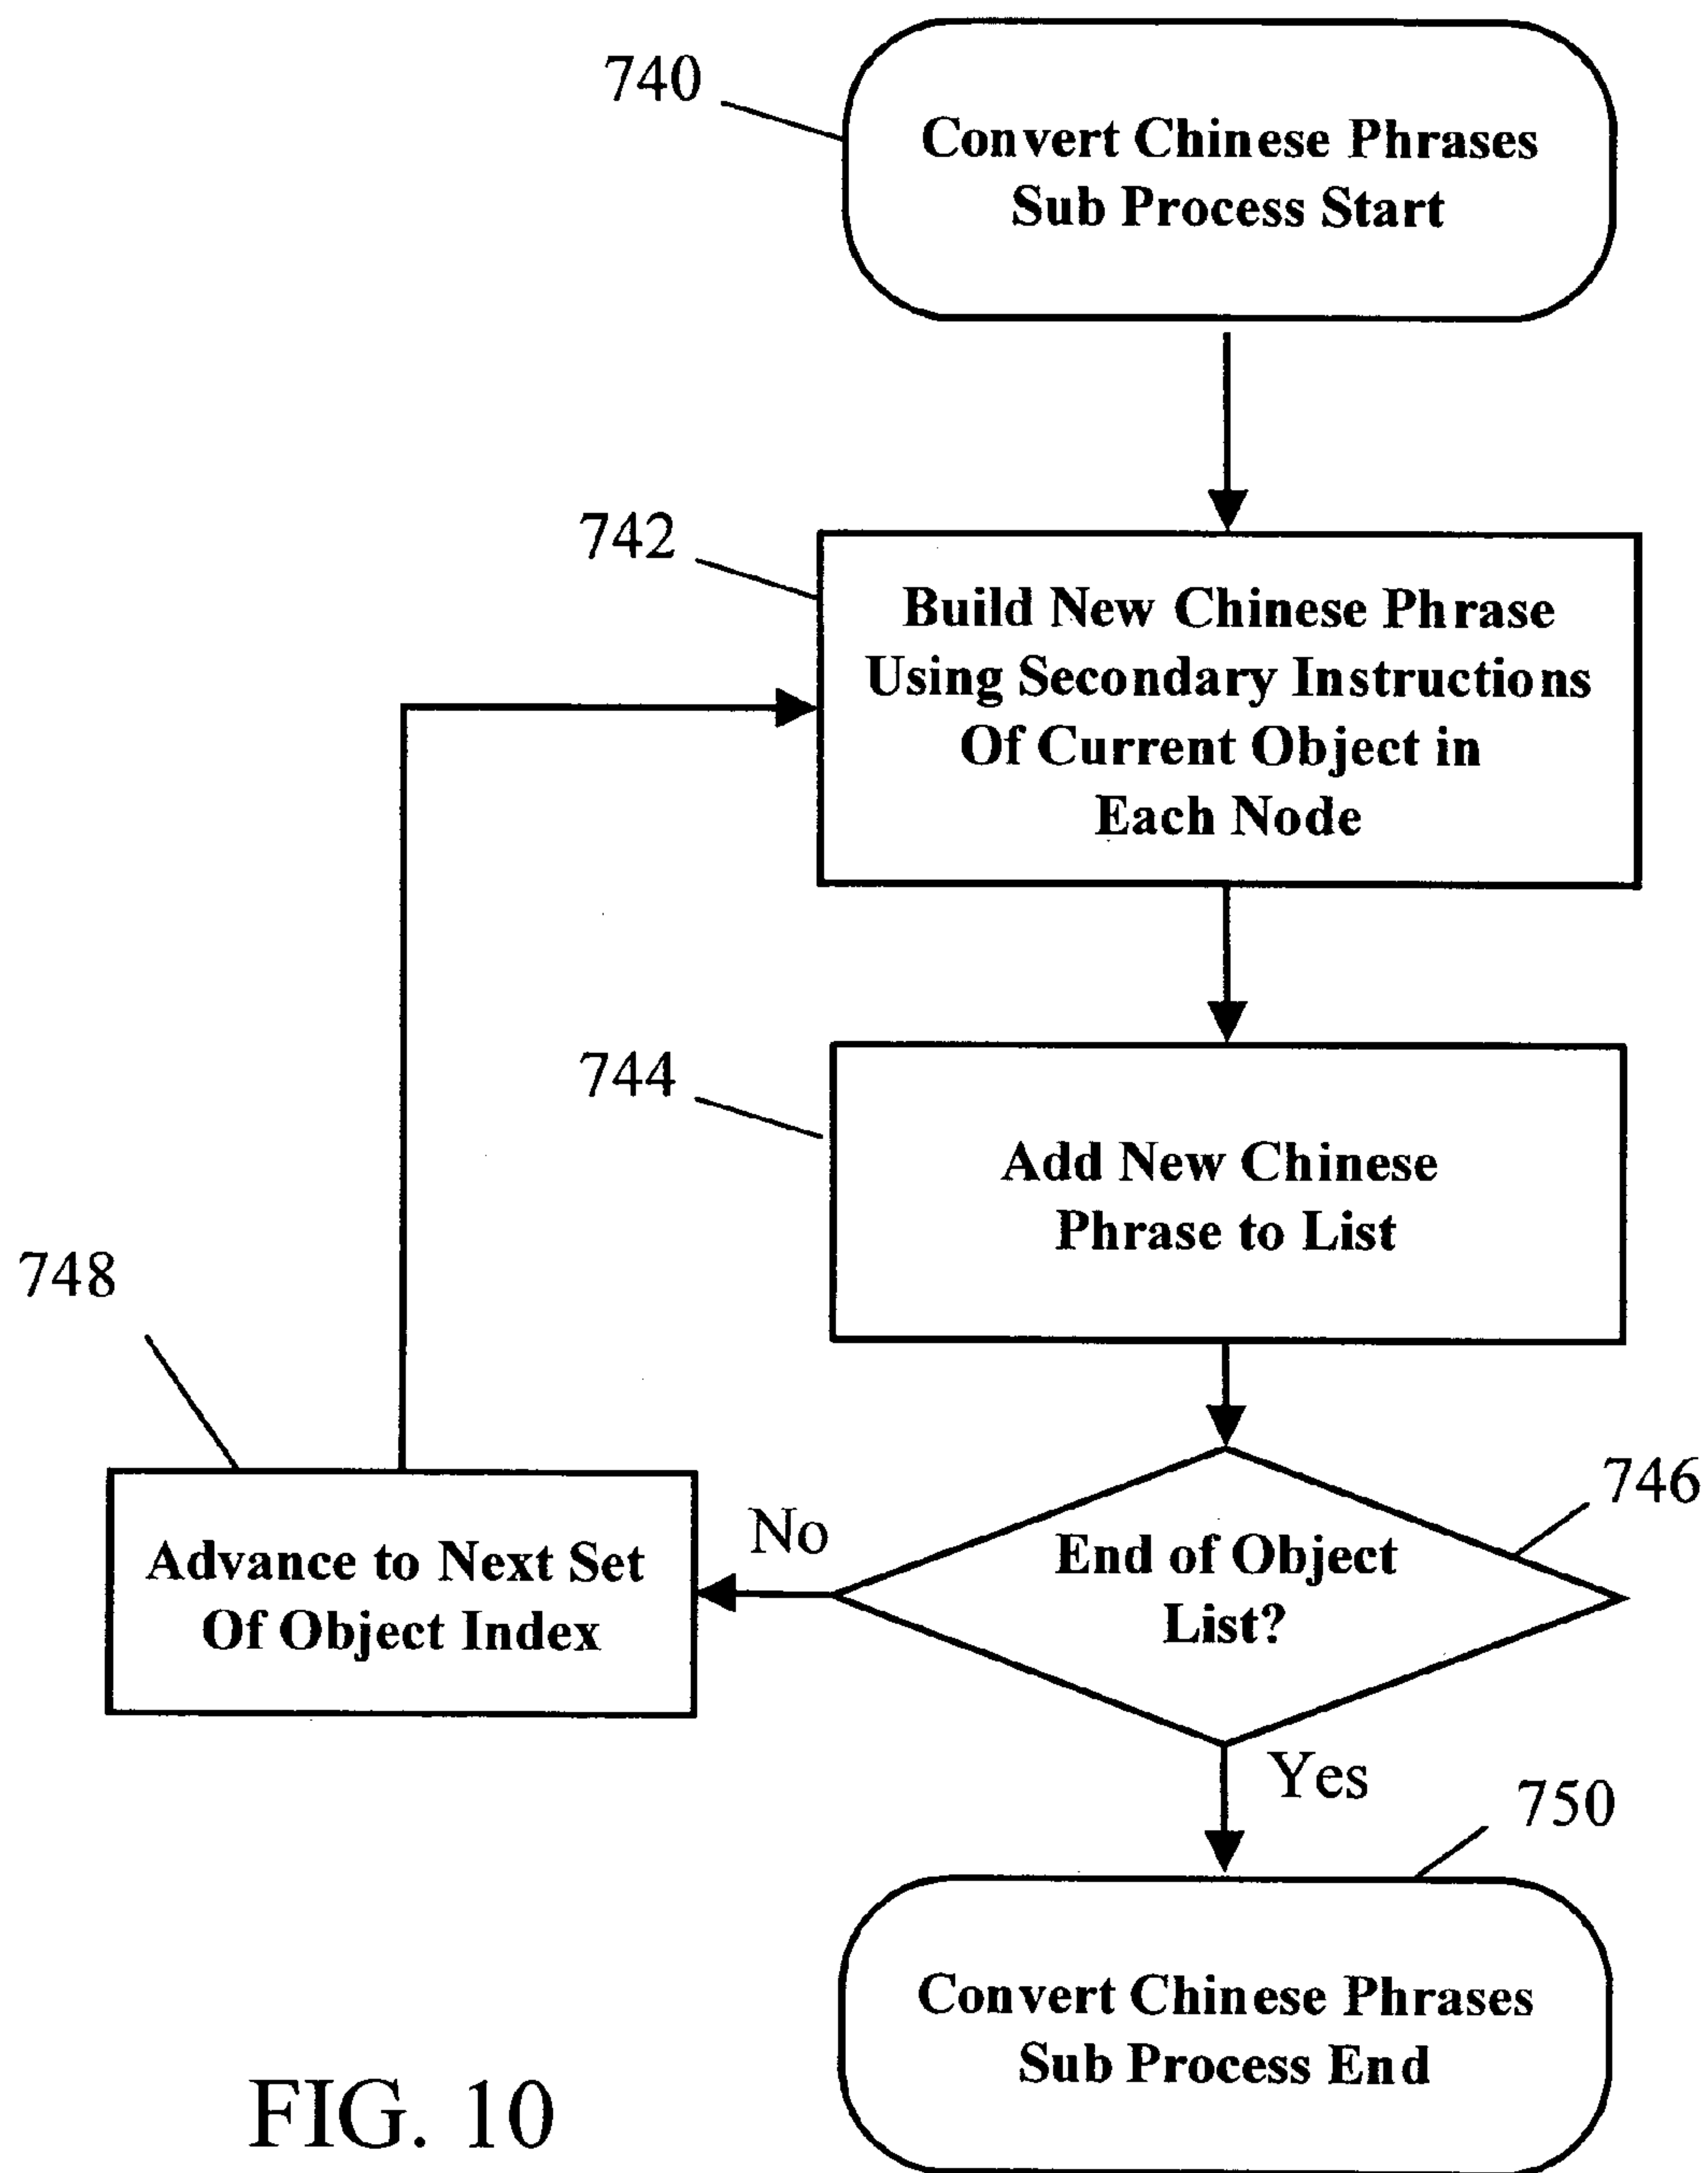 740
Convert Chinese Phrases
Sub Process Start
742
Build New Chinese Phrase
Using Secondary Instructions
Of Current Object in
Each Node
744
Add New Chinese
Phrase to List
748
746
End of Object
List?
No
Advance to Next Set
Of Object Index
Yes
750
Convert Chinese Phrases
Sub Process End
FIG. 10